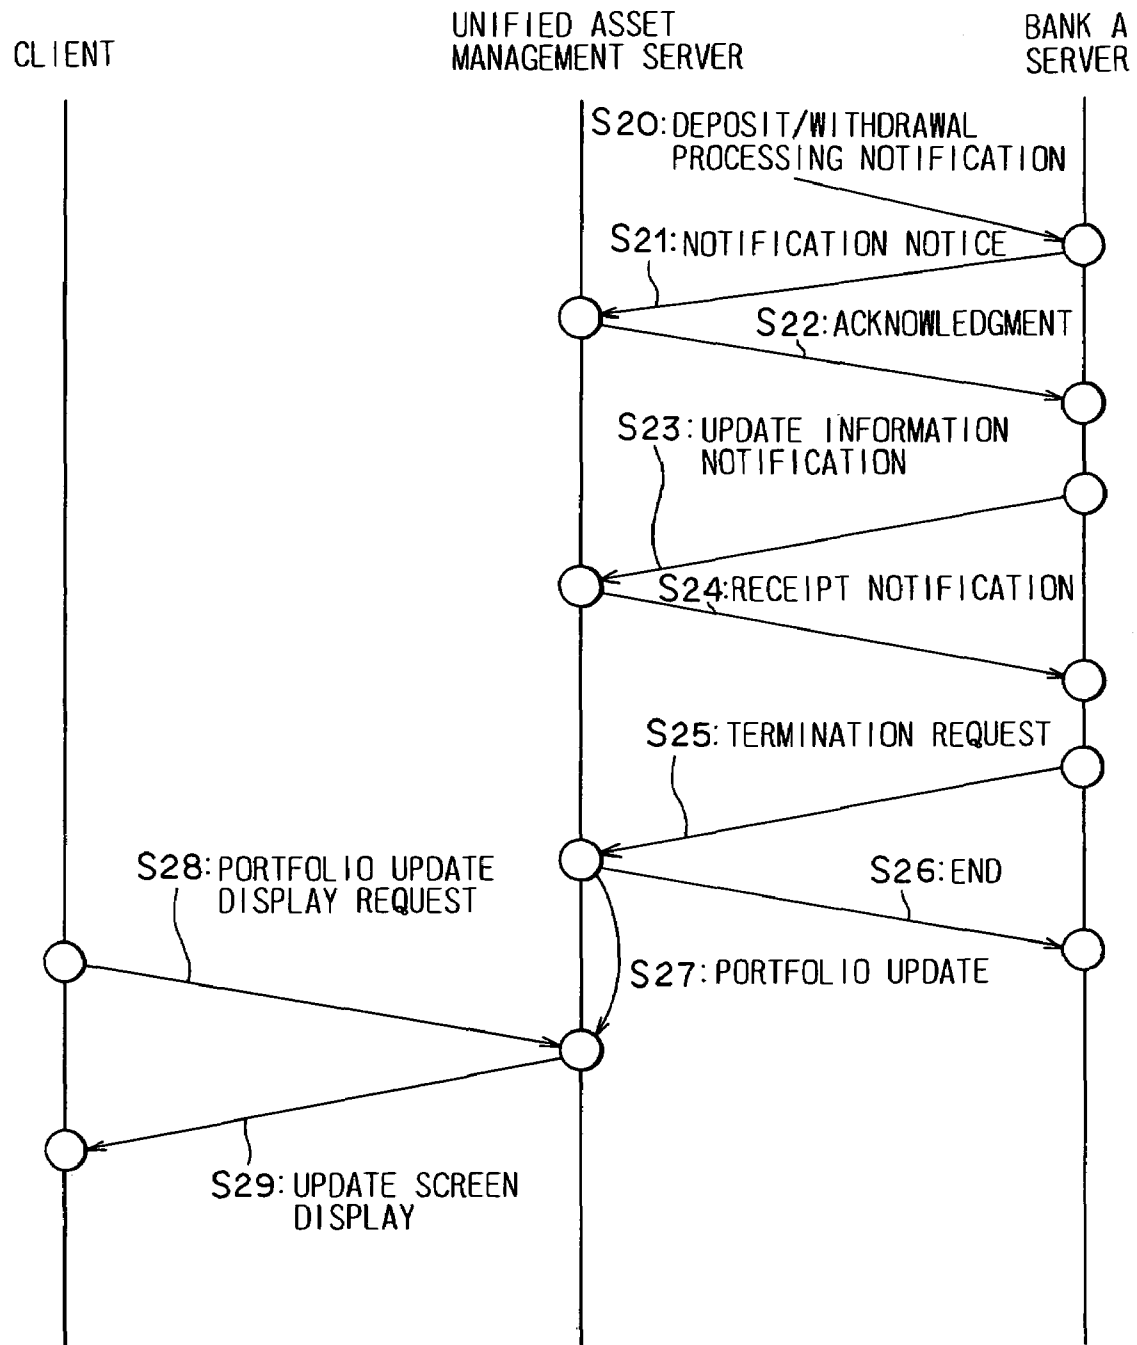 CLIENT
UNIFIED ASSET
MANAGEMENT SERVER
BANK A
SERVER
S20: DEPOSIT/WITHDRAWAL
PROCESSING NOTIFICATION
S21: NOTIFICATION NOTICE
S22: ACKNOWLEDGMENT
S23: UPDATE INFORMATION
NOTIFICATION
S24: RECEIPT NOTIFICATION
S25: TERMINATION REQUEST
S28: PORTFOLIO UPDATE
DISPLAY REQUEST
S26: END
S27: PORTFOLIO UPDATE
S29: UPDATE SCREEN
DISPLAY